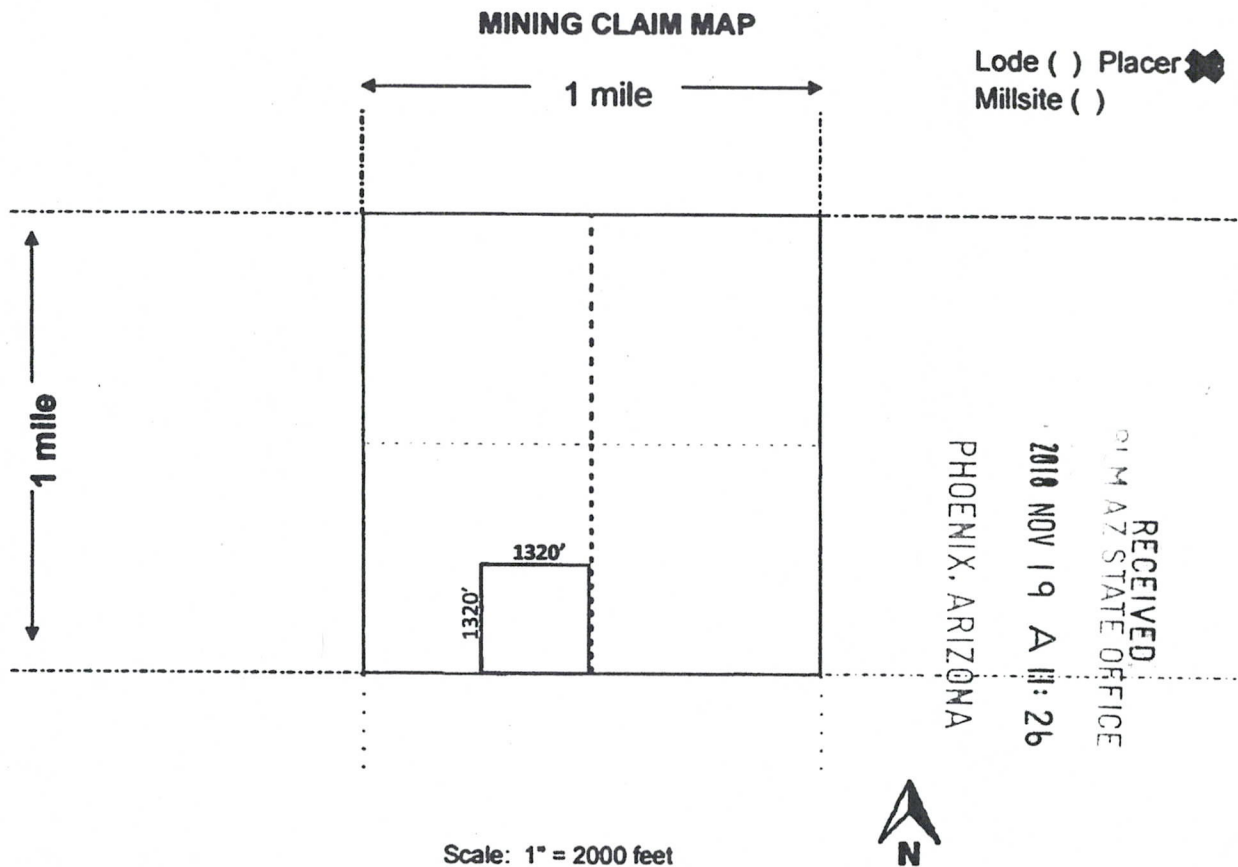 MINING CLAIM MAP
Lode ( ) Placer
Millsite ( )
1 mile
1 mile
1320'
1320'
RECEIVED
BLM AZ STATE OFFICE
2018 NOV 19 A 11: 26
PHOENIX, ARIZONA
N
Scale: 1" = 2000 feet